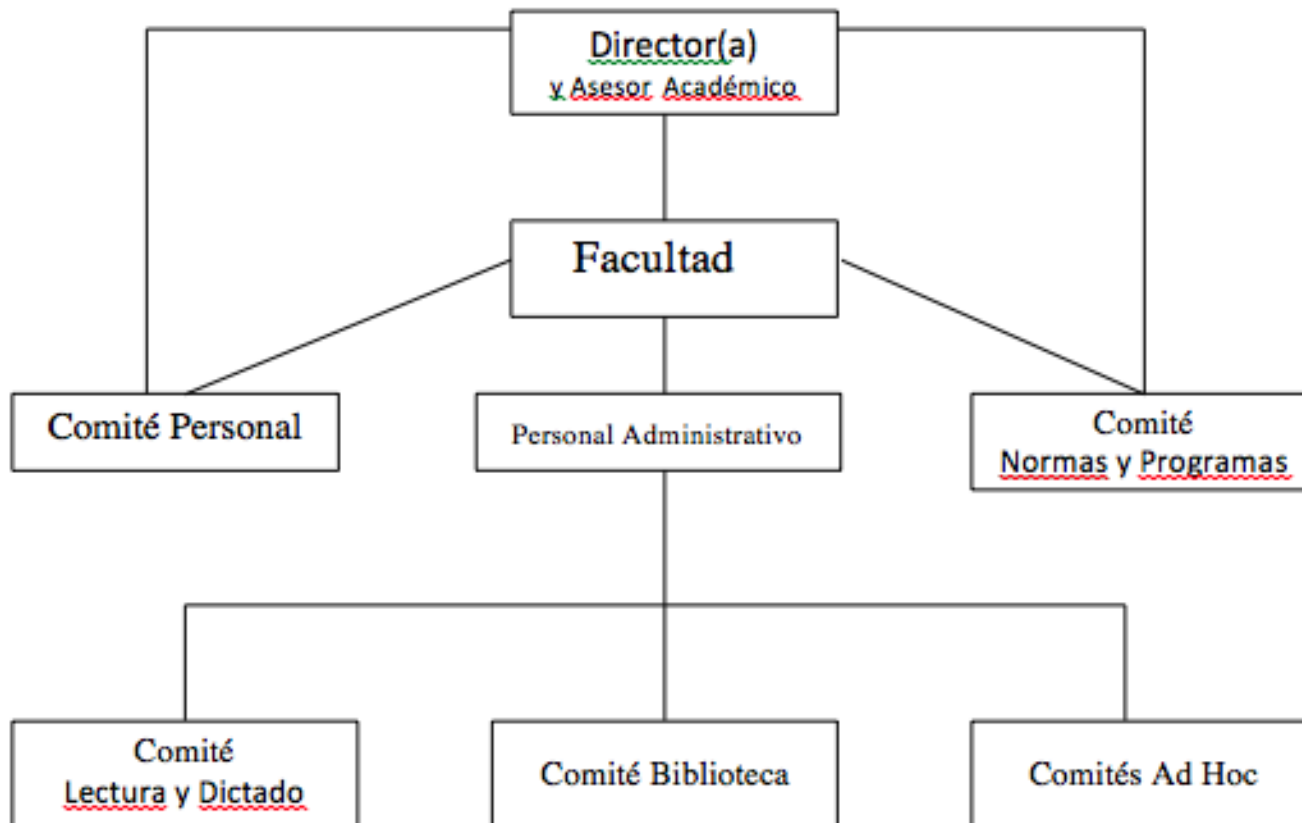 Director(a)
y Asesor Académico
Facultad
Comité Personal
Personal Administrativo
Comité
Normas y Programas
Comité
Lectura y Dictado
Comité Biblioteca
Comités Ad Hoc